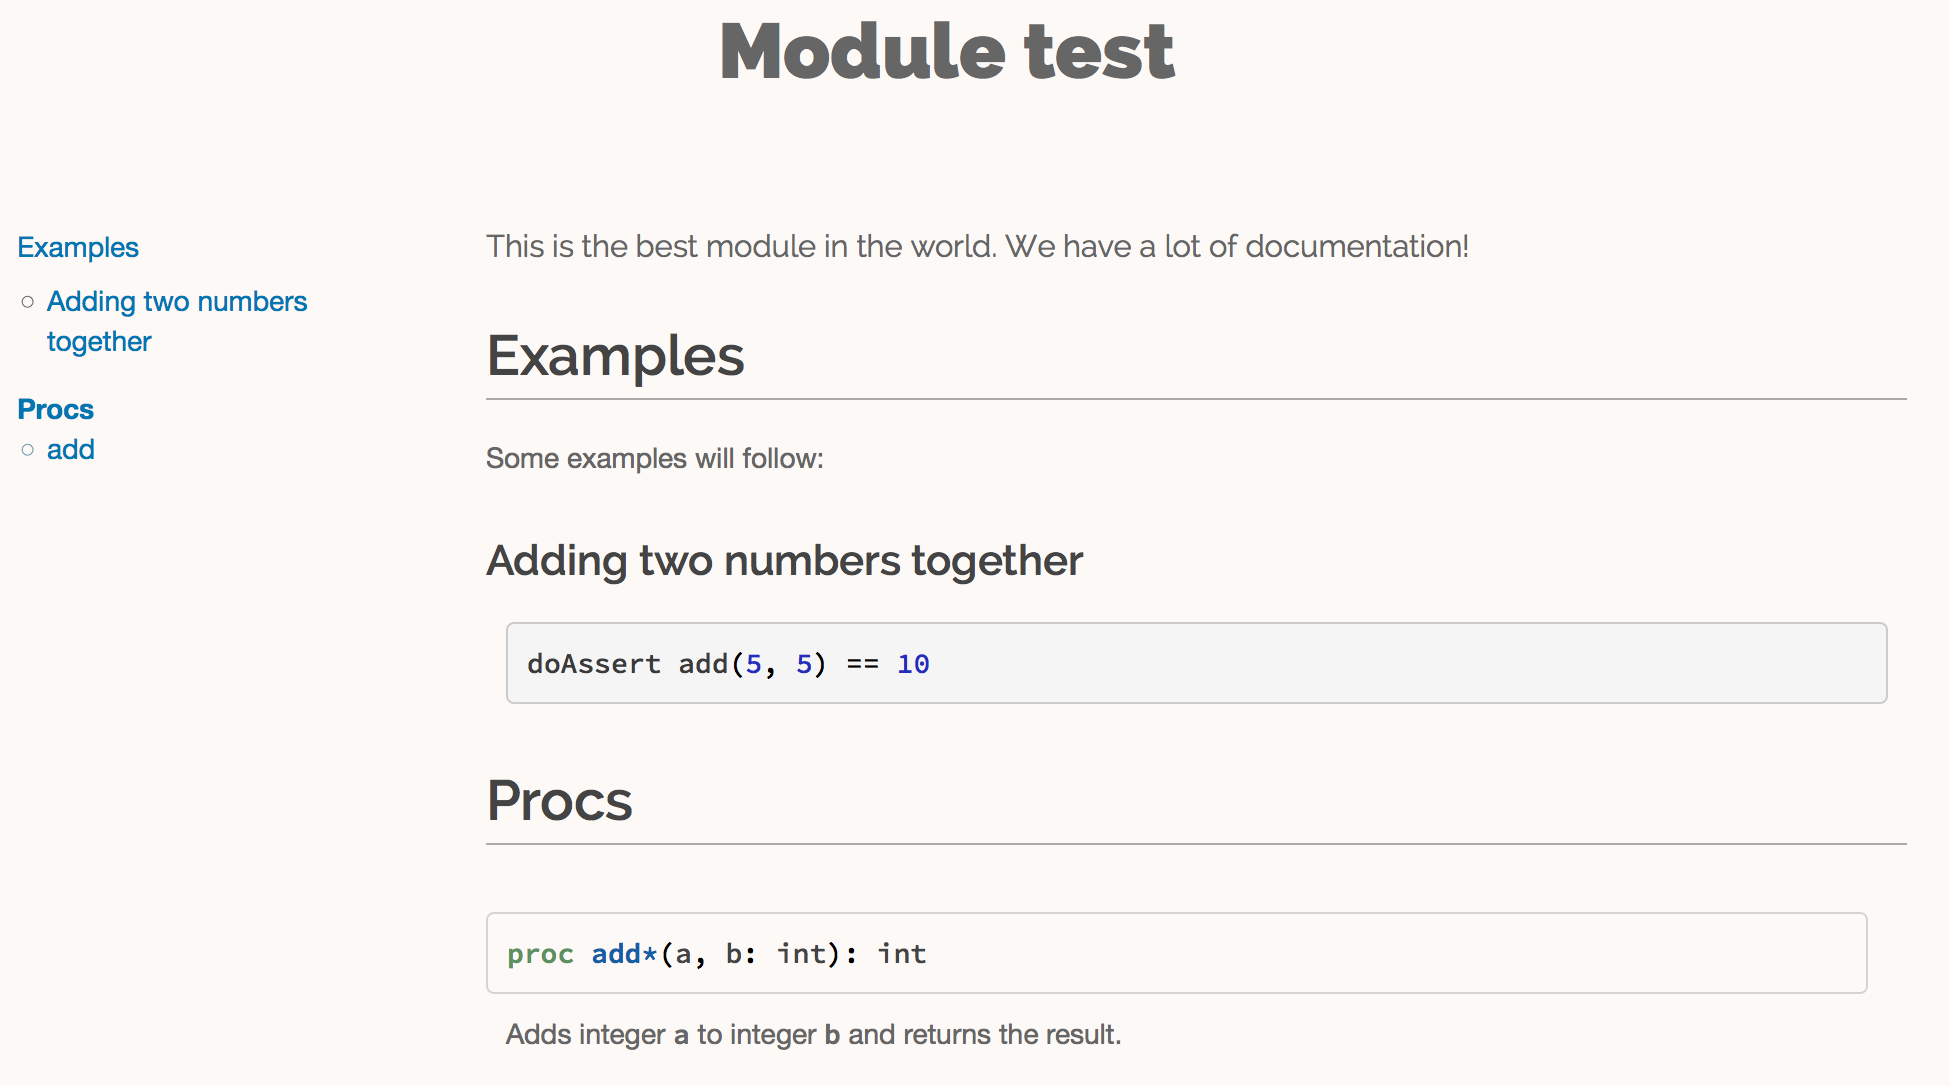 Module test
Examples
Adding two numbers
together
Procs
add
This is the best module in the world. We have a lot of documentation!
Examples
Some examples will follow:
Adding two numbers together
doAssert add(5, 5) == 10
Procs
proc add*(a, b: int): int
Adds integer a to integer b and returns the result.